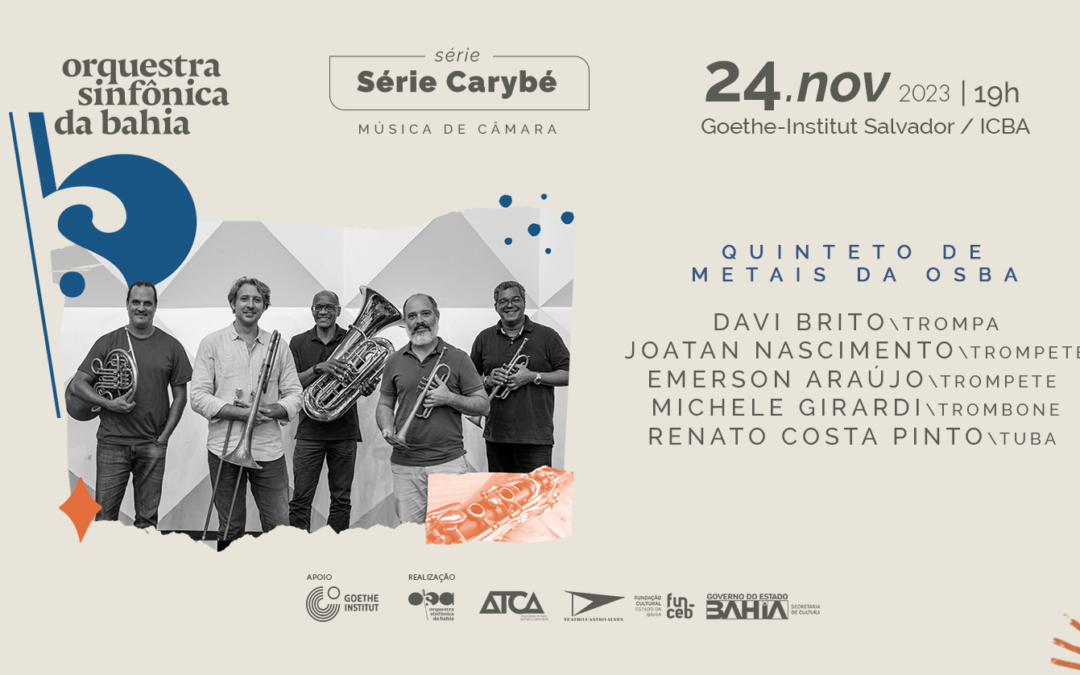 orquestra
sinfônica
da bahia
série
Série Carybé
MÚSICA DE CÂMARA
24.nov 2023 | 19h
Goethe-Institut Salvador / ICBA
QUINTETO DE
METAIS DA OSBA
DAVI BRITO\TROMPA
JOATAN NASCIMENTO\TROMPETE
EMERSON ARAÚJO\TROMPETE
MICHELE GIRARDI\TROMBONE
RENATO COSTA PINTO\TUBA
APOIO
GOETHE
INSTITUT
REALIZAÇÃO
orquestra
sinfônica
da bahia
ATCA
TEATRO CASTRO ALVES
FUNDAÇÃO
CULTURAL
ESTADO DA
BAHIA
fun
ceb
GOVERNO DO ESTADO
BAHIA
SECRETARIA
DE CULTURA